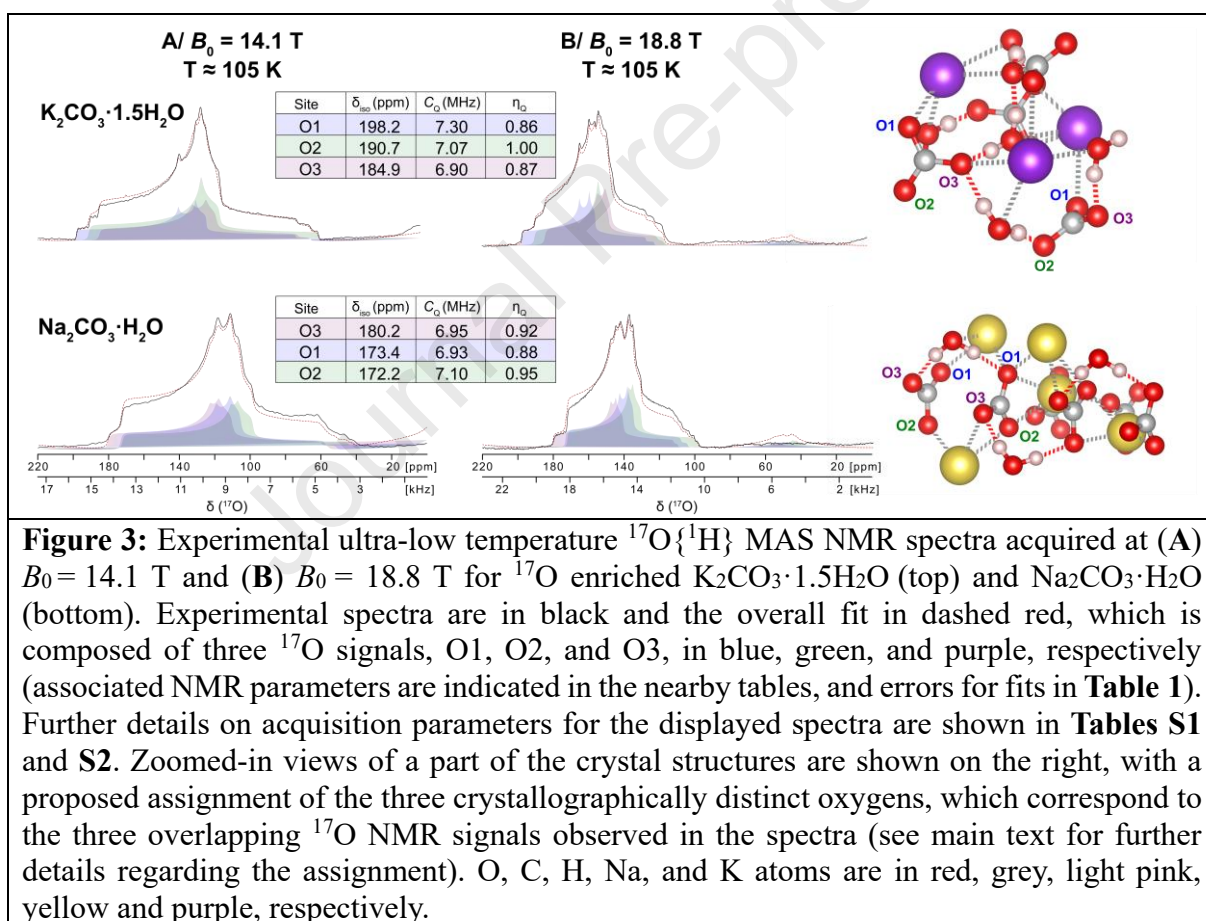 A/ B₀ = 14.1 T
T ≈ 105 K
B/ B₀ = 18.8 T
T ≈ 105 K
K₂CO₃·1.5H₂O
Site δiso (ppm) CQ (MHz) ηQ
O1 198.2 7.30 0.86
O2 190.7 7.07 1.00
O3 184.9 6.90 0.87
O1
O3
O2
O1
O3
O2
Na₂CO₃·H₂O
Site δiso (ppm) CQ (MHz) ηQ
O3 180.2 6.95 0.92
O1 173.4 6.93 0.88
O2 172.2 7.10 0.95
O3
O1
O1
O3
O2
O2
220 180 140 100 60 20 [ppm]
17 15 13 11 9 7 5 3 [kHz]
δ (¹⁷O)
220 180 140 100 60 20 [ppm]
22 18 14 10 6 2 [kHz]
δ (¹⁷O)
Journal Pre-pro
Figure 3: Experimental ultra-low temperature ¹⁷O{¹H} MAS NMR spectra acquired at (A)
B₀ = 14.1 T and (B) B₀ = 18.8 T for ¹⁷O enriched K₂CO₃·1.5H₂O (top) and Na₂CO₃·H₂O
(bottom). Experimental spectra are in black and the overall fit in dashed red, which is
composed of three ¹⁷O signals, O1, O2, and O3, in blue, green, and purple, respectively
(associated NMR parameters are indicated in the nearby tables, and errors for fits in Table 1).
Further details on acquisition parameters for the displayed spectra are shown in Tables S1
and S2. Zoomed-in views of a part of the crystal structures are shown on the right, with a
proposed assignment of the three crystallographically distinct oxygens, which correspond to
the three overlapping ¹⁷O NMR signals observed in the spectra (see main text for further
details regarding the assignment). O, C, H, Na, and K atoms are in red, grey, light pink,
yellow and purple, respectively.